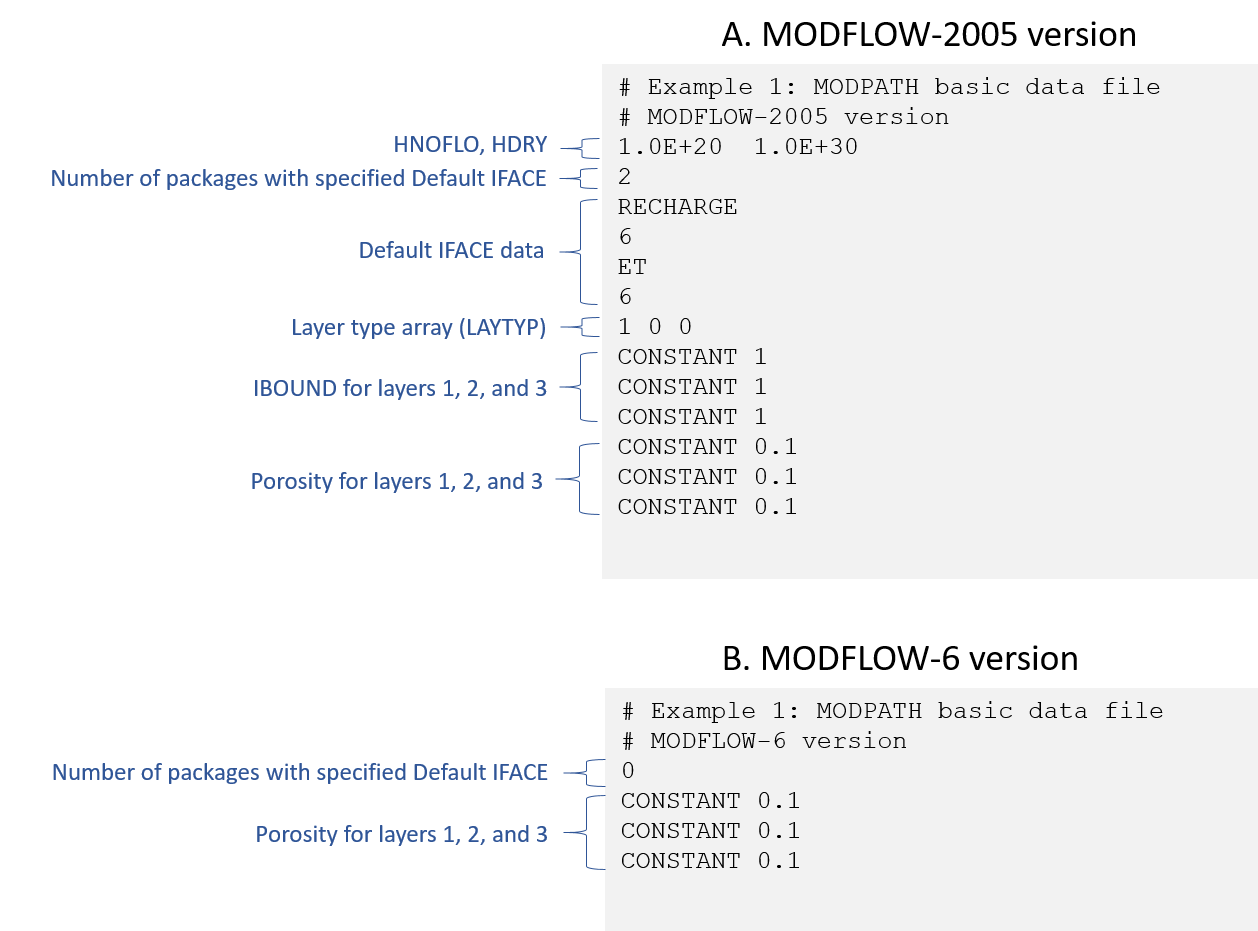 A. MODFLOW-2005 version
# Example 1: MODPATH basic data file
# MODFLOW-2005 version
HNOFLO, HDRY
1.0E+20  1.0E+30
Number of packages with specified Default IFACE
2
Default IFACE data
RECHARGE
6
ET
6
Layer type array (LAYTYP)
1 0 0
IBOUND for layers 1, 2, and 3
CONSTANT 1
CONSTANT 1
CONSTANT 1
Porosity for layers 1, 2, and 3
CONSTANT 0.1
CONSTANT 0.1
CONSTANT 0.1
B. MODFLOW-6 version
# Example 1: MODPATH basic data file
# MODFLOW-6 version
Number of packages with specified Default IFACE
0
Porosity for layers 1, 2, and 3
CONSTANT 0.1
CONSTANT 0.1
CONSTANT 0.1